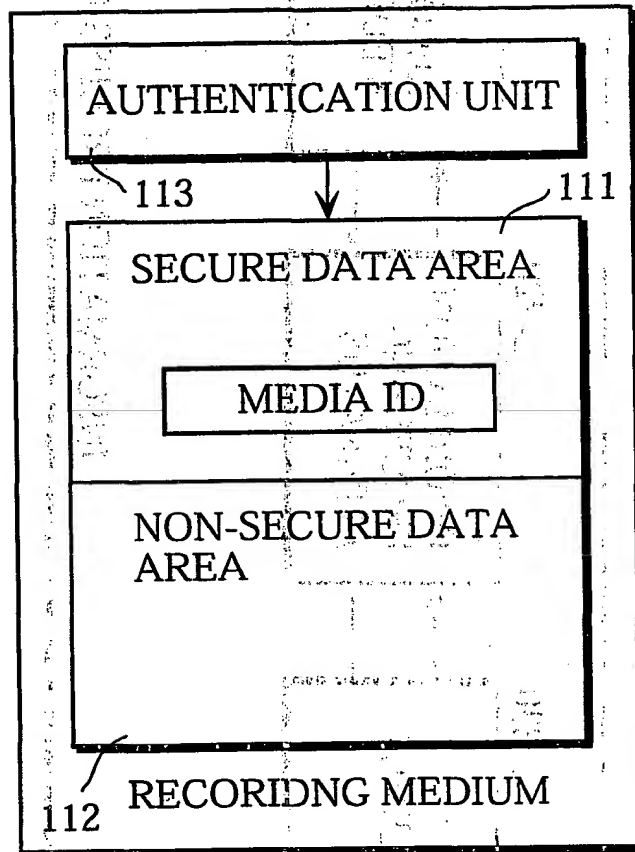 AUTHENTICATION UNIT
113
111
SECURE DATA AREA
MEDIA ID
NON-SECURE DATA
AREA
112
RECORIDNG MEDIUM